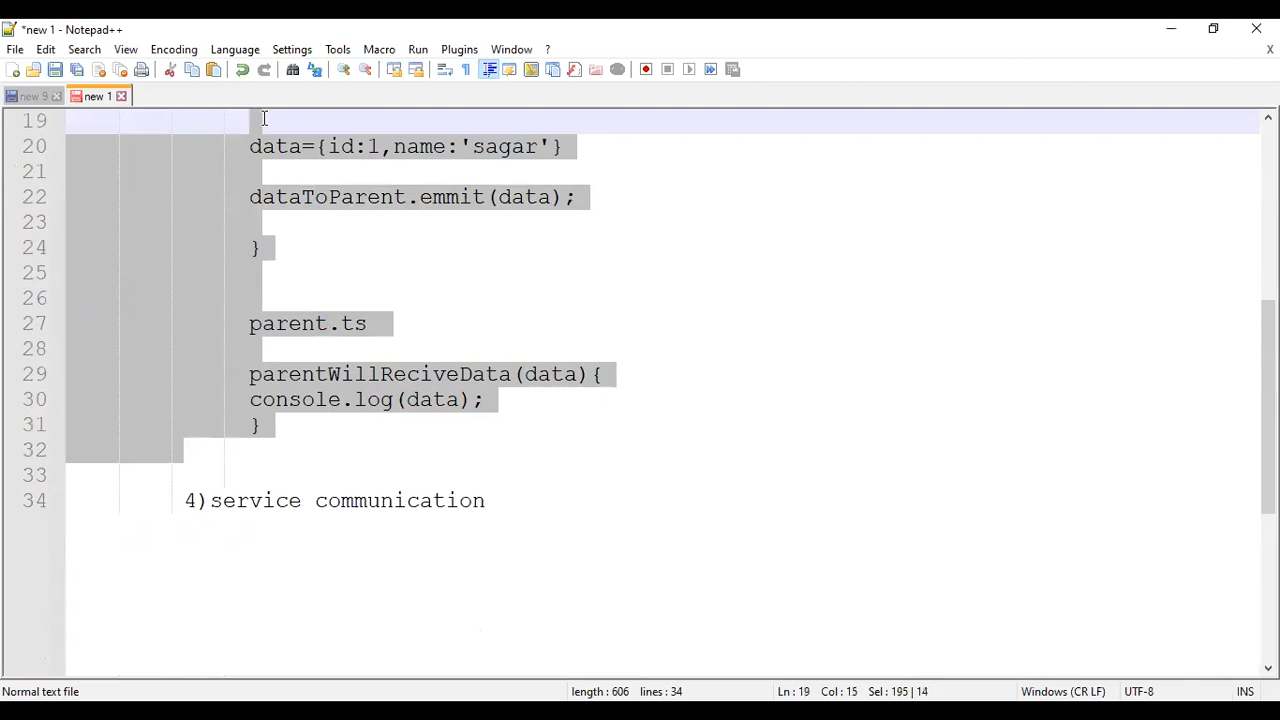 *new 1 - Notepad++
File Edit Search View Encoding Language Settings Tools Macro Run Plugins Window ? X
new 9 new 1
19
20 data={id:1,name:'sagar'}
21
22 dataToParent.emmit(data);
23
24 }
25
26
27 parent.ts
28
29 parentWillReciveData(data){
30 console.log(data);
31 }
32
33
34 4)service communication
Normal text file length : 606 lines : 34 Ln : 19 Col : 15 Sel : 195 | 14 Windows (CR LF) UTF-8 INS